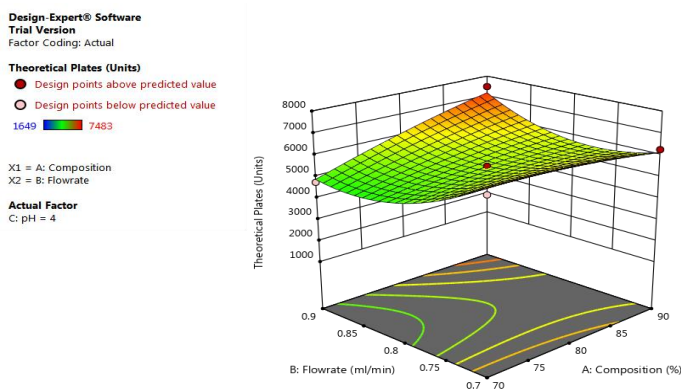 Design-Expert® Software
Trial Version
Factor Coding: Actual
Theoretical Plates (Units)
Design points above predicted value
Design points below predicted value
1649 7483
X1 = A: Composition
X2 = B: Flowrate
Actual Factor
C: pH = 4
8000
7000
6000
5000
4000
3000
2000
1000
Theoretical Plates (Units)
0.9
0.85
0.8
0.75
0.7
B: Flowrate (ml/min)
70
75
80
85
90
A: Composition (%)